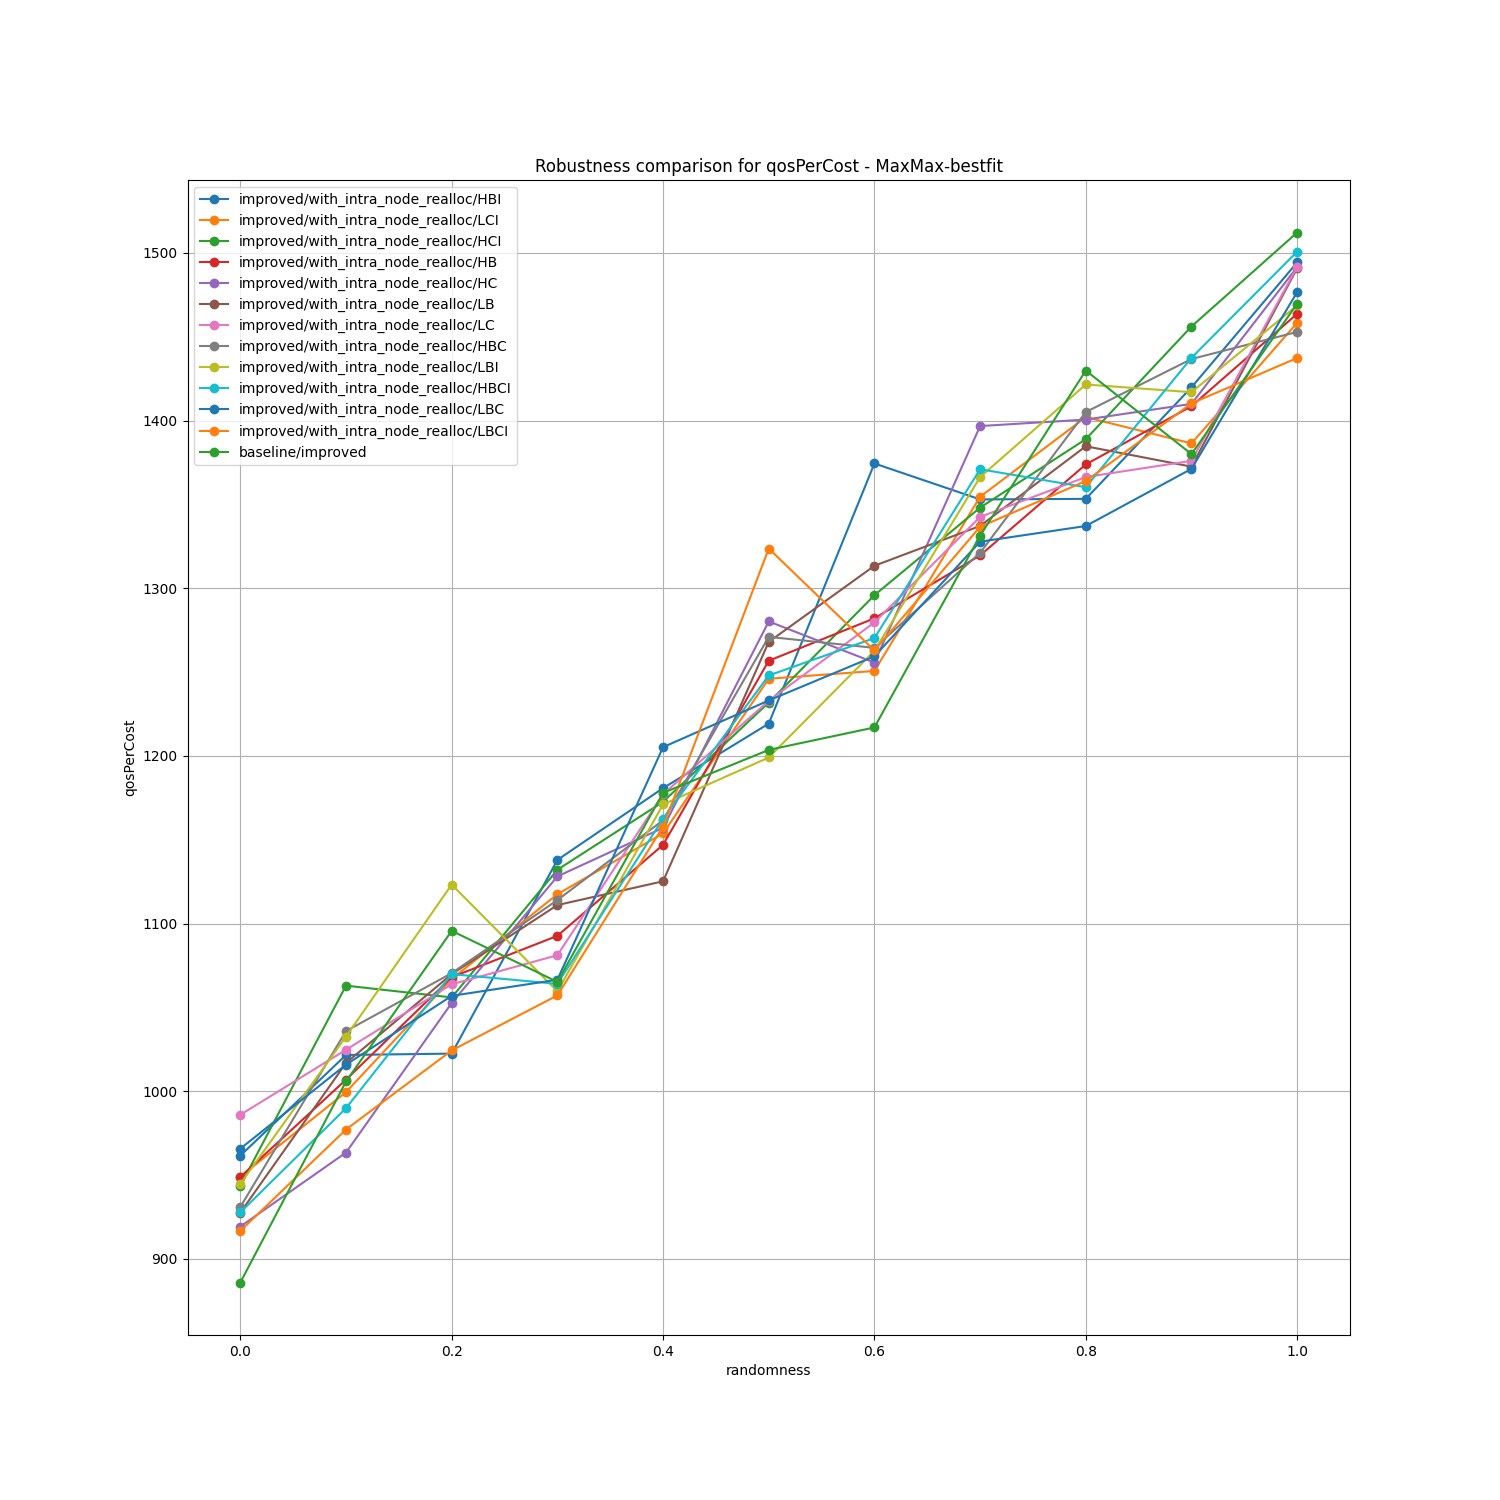 Robustness comparison for qosPerCost - MaxMax-bestfit
improved/with_intra_node_realloc/HBI
improved/with_intra_node_realloc/LCI
improved/with_intra_node_realloc/HCI
improved/with_intra_node_realloc/HB
improved/with_intra_node_realloc/HC
improved/with_intra_node_realloc/LB
improved/with_intra_node_realloc/LC
improved/with_intra_node_realloc/HBC
improved/with_intra_node_realloc/LBI
improved/with_intra_node_realloc/HBCI
improved/with_intra_node_realloc/LBC
improved/with_intra_node_realloc/LBCI
baseline/improved
1500
1400
1300
1200
1100
1000
900
qosPerCost
0.0 0.2 0.4 0.6 0.8 1.0
randomness